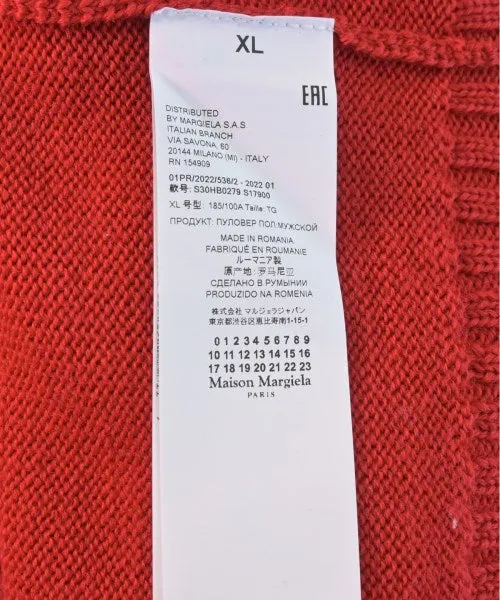 XL
EAC
DISTRIBUTED
BY MARGIELA S.A.S
ITALIAN BRANCH
VIA SAVONA, 60
20144 MILANO (MI) - ITALY
RN 154909
01PR/2022/536/2 - 2022 01
款号: S30HB0279 S17900
XL 号型: 185/100A Taille: TG
ПРОДУКТ: ПУЛОВЕР ПОЛ:МУЖСКОЙ
MADE IN ROMANIA
FABRIQUÉ EN ROUMANIE
ルーマニア製
原产地: 罗马尼亚
СДЕЛАНО В РУМЫНИИ
PRODUZIDO NA ROMENIA
株式会社 マルジェラジャパン
東京都渋谷区恵比寿南1-15-1
0 1 2 3 4 5 6 7 8 9
10 11 12 13 14 15 16
17 18 19 20 21 22 23
Maison Margiela
PARIS